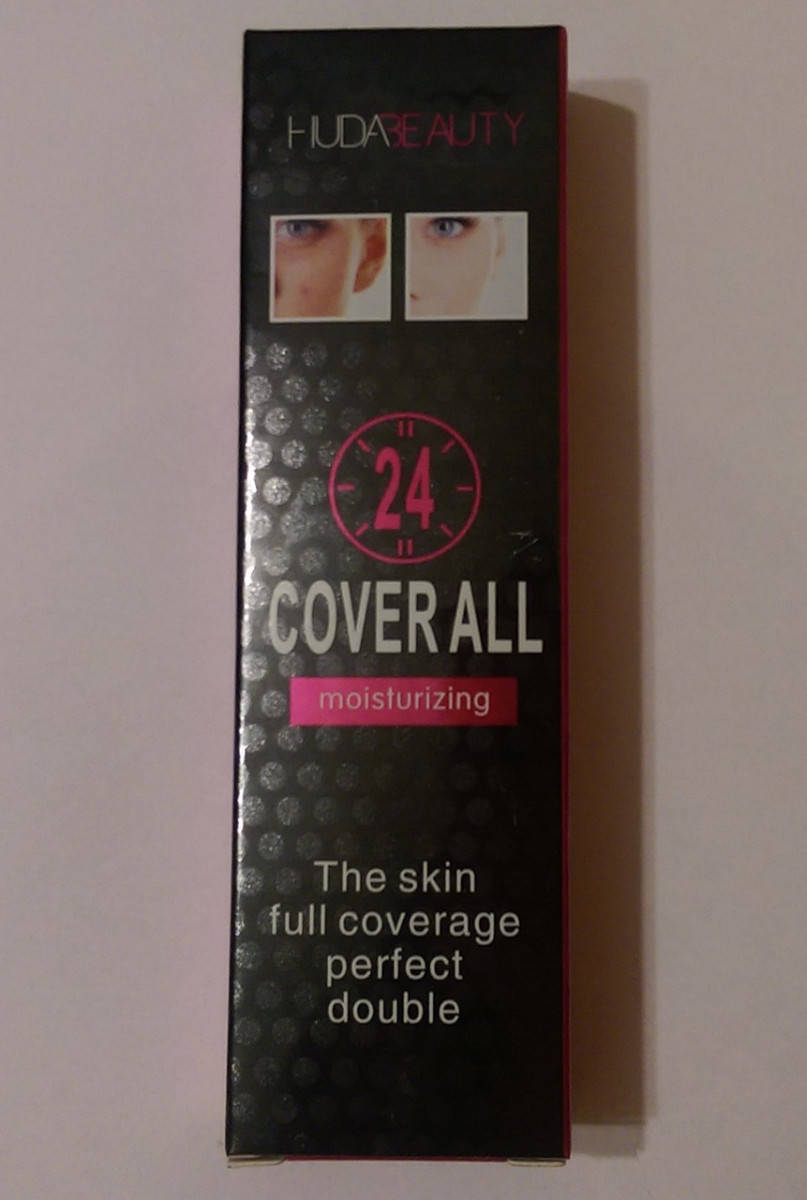 HUDABEAUTY
24
COVER ALL
moisturizing
The skin
full coverage
perfect
double